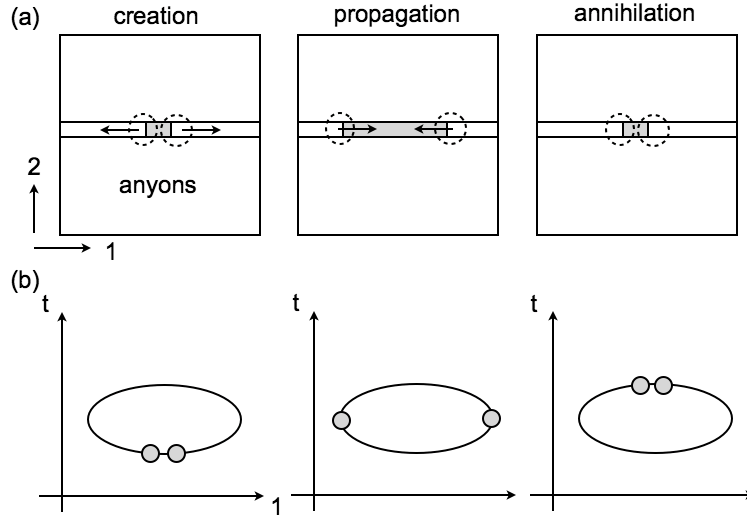 (a)
creation
propagation
annihilation
anyons
2
1
(b)
t
t
t
1